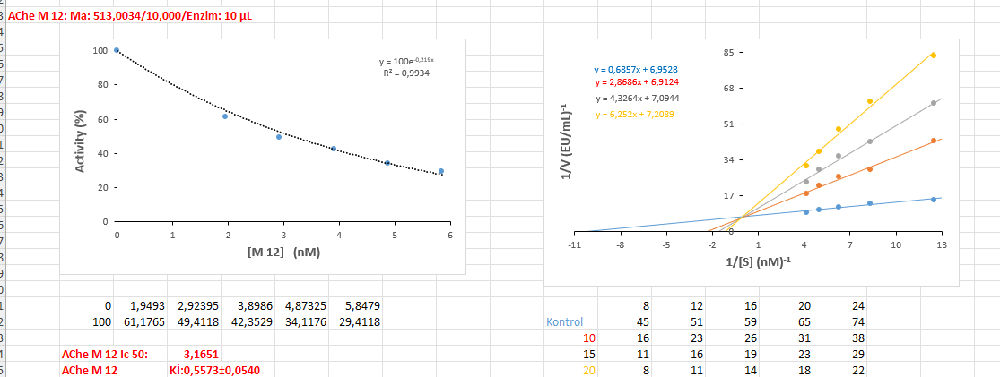 AChe M 12: Ma: 513,0034/10,000/Enzim: 10 µL
100
80
60
40
20
0
Activity (%)
y = 100e-0,219x
R² = 0,9934
0 1 2 3 4 5 6
[M 12] (nM)
85
68
51
34
17
0
1/V (EU/mL)-1
y = 0,6857x + 6,9528
y = 2,8686x + 6,9124
y = 4,3264x + 7,0944
y = 6,252x + 7,2089
-11 -8 -5 -2 1 4 7 10 13
1/[S] (nM)-1
0 1,9493 2,92395 3,8986 4,87325 5,8479
100 61,1765 49,4118 42,3529 34,1176 29,4118
AChe M 12 Ic 50: 3,1651
AChe M 12 Kİ:0,5573±0,0540
8 12 16 20 24
Kontrol 45 51 59 65 74
10 16 23 26 31 38
15 11 16 19 23 29
20 8 11 14 18 22